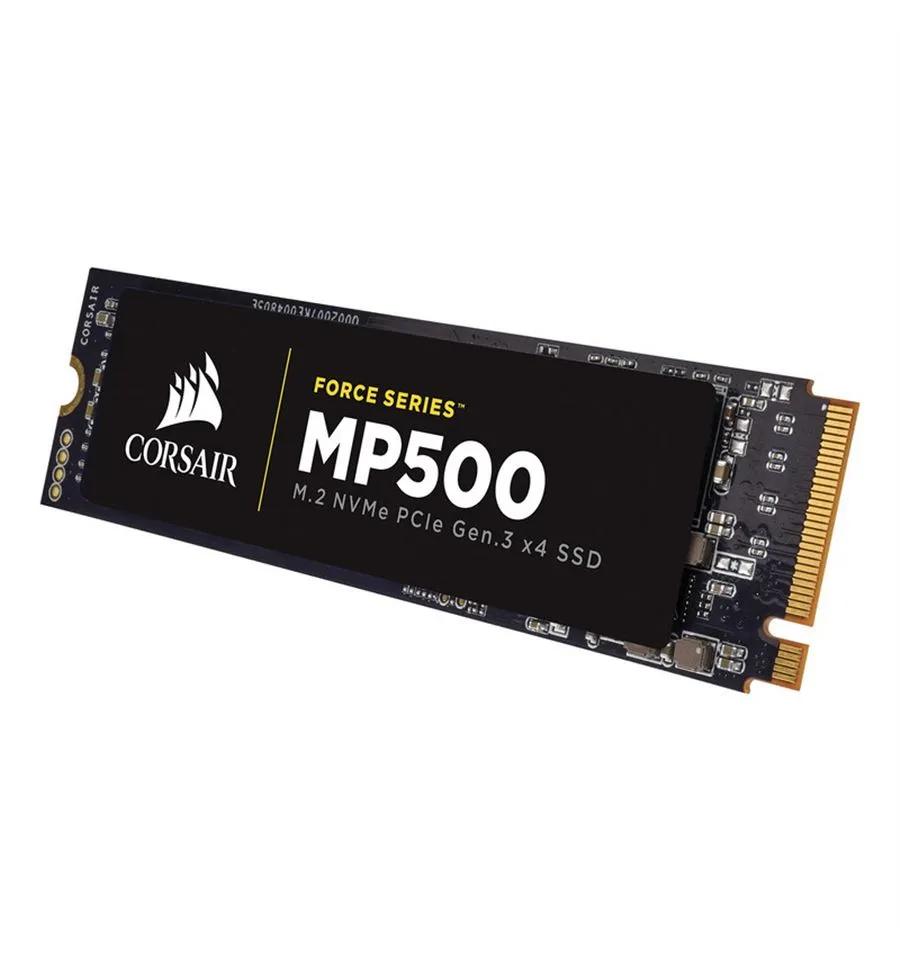 CORSAIR
CORSAIR
FORCE SERIES™
MP500
M.2 NVMe PCIe Gen.3 x4 SSD